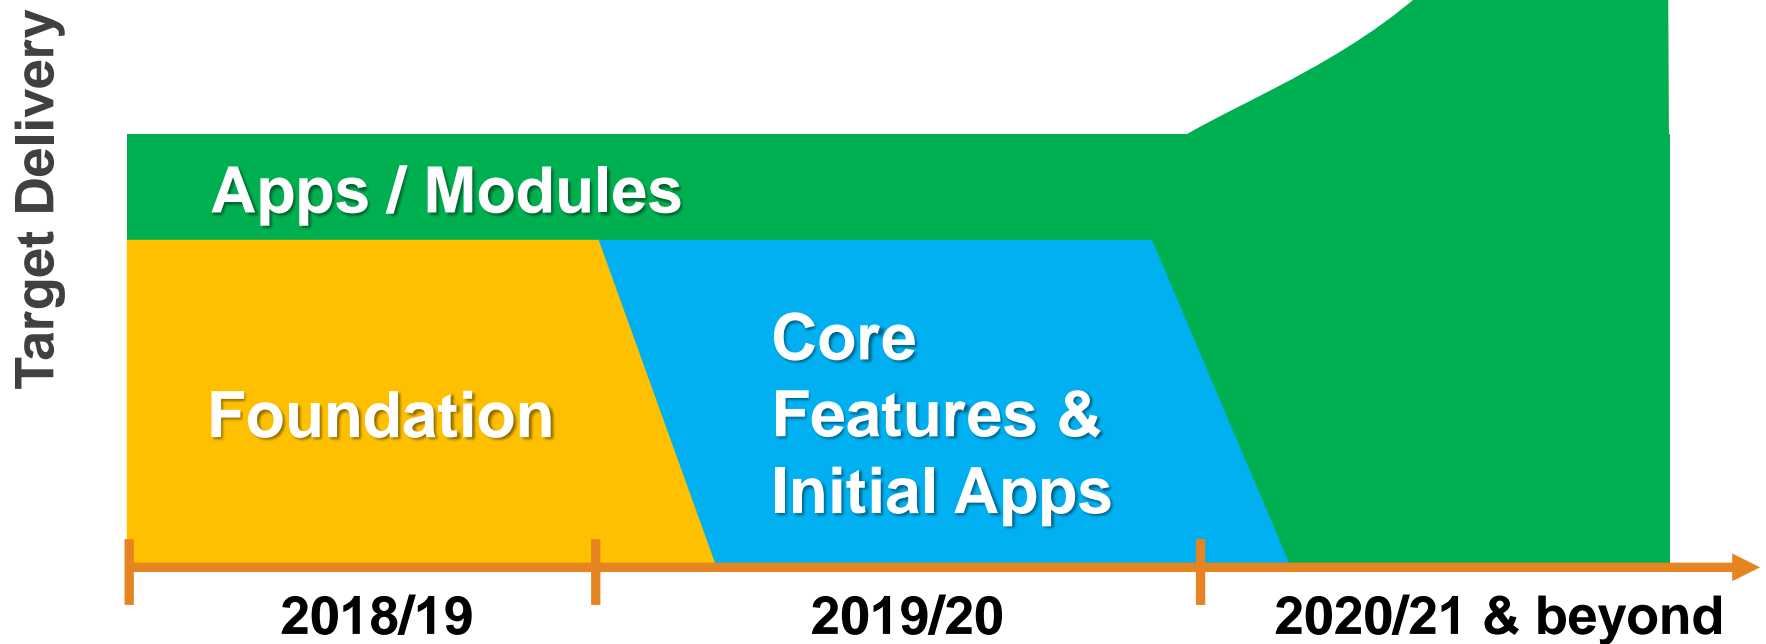 Target Delivery
Apps / Modules
Foundation
Core
Features &
Initial Apps
2018/19
2019/20
2020/21 & beyond